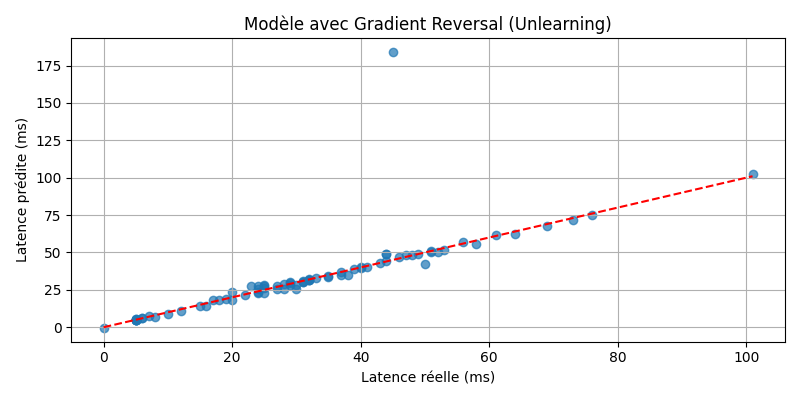 Modèle avec Gradient Reversal (Unlearning)
175
150
125
100
75
50
25
0
Latence prédite (ms)
0 20 40 60 80 100
Latence réelle (ms)